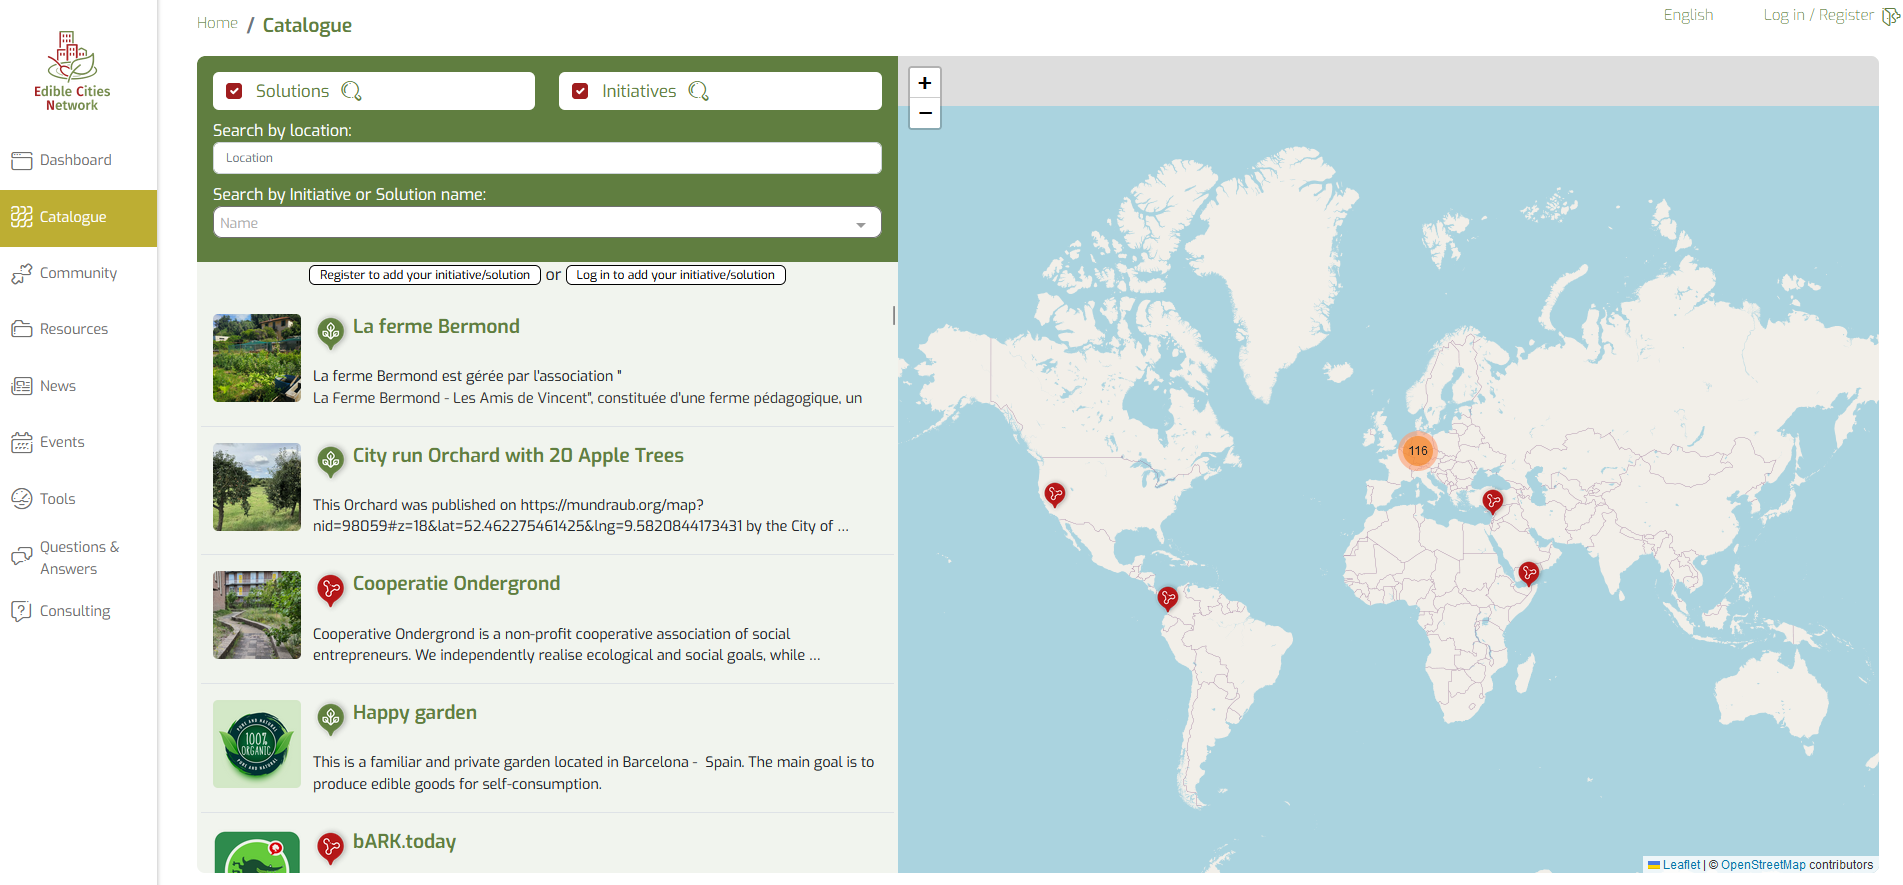 Edible Cities
Network
Dashboard
Catalogue
Community
Resources
News
Events
Tools
Questions &
Answers
Consulting
Home / Catalogue
English
Log in / Register
Solutions
Initiatives
Search by location:
Location
Search by Initiative or Solution name:
Name
Register to add your initiative/solution or Log in to add your initiative/solution
La ferme Bermond
La ferme Bermond est gérée par l'association "
La Ferme Bermond - Les Amis de Vincent", constituée d'une ferme pédagogique, un
City run Orchard with 20 Apple Trees
This Orchard was published on https://mundraub.org/map?
nid=98059#z=18&lat=52.462275461425&lng=9.5820844173431 by the City of ...
Cooperatie Ondergrond
Cooperative Ondergrond is a non-profit cooperative association of social
entrepreneurs. We independently realise ecological and social goals, while ...
PURE AND NATURAL
100%
ORGANIC
PURE AND NATURAL
Happy garden
This is a familiar and private garden located in Barcelona - Spain. The main goal is to
produce edible goods for self-consumption.
bARK.today
+
−
116
Leaflet | © OpenStreetMap contributors